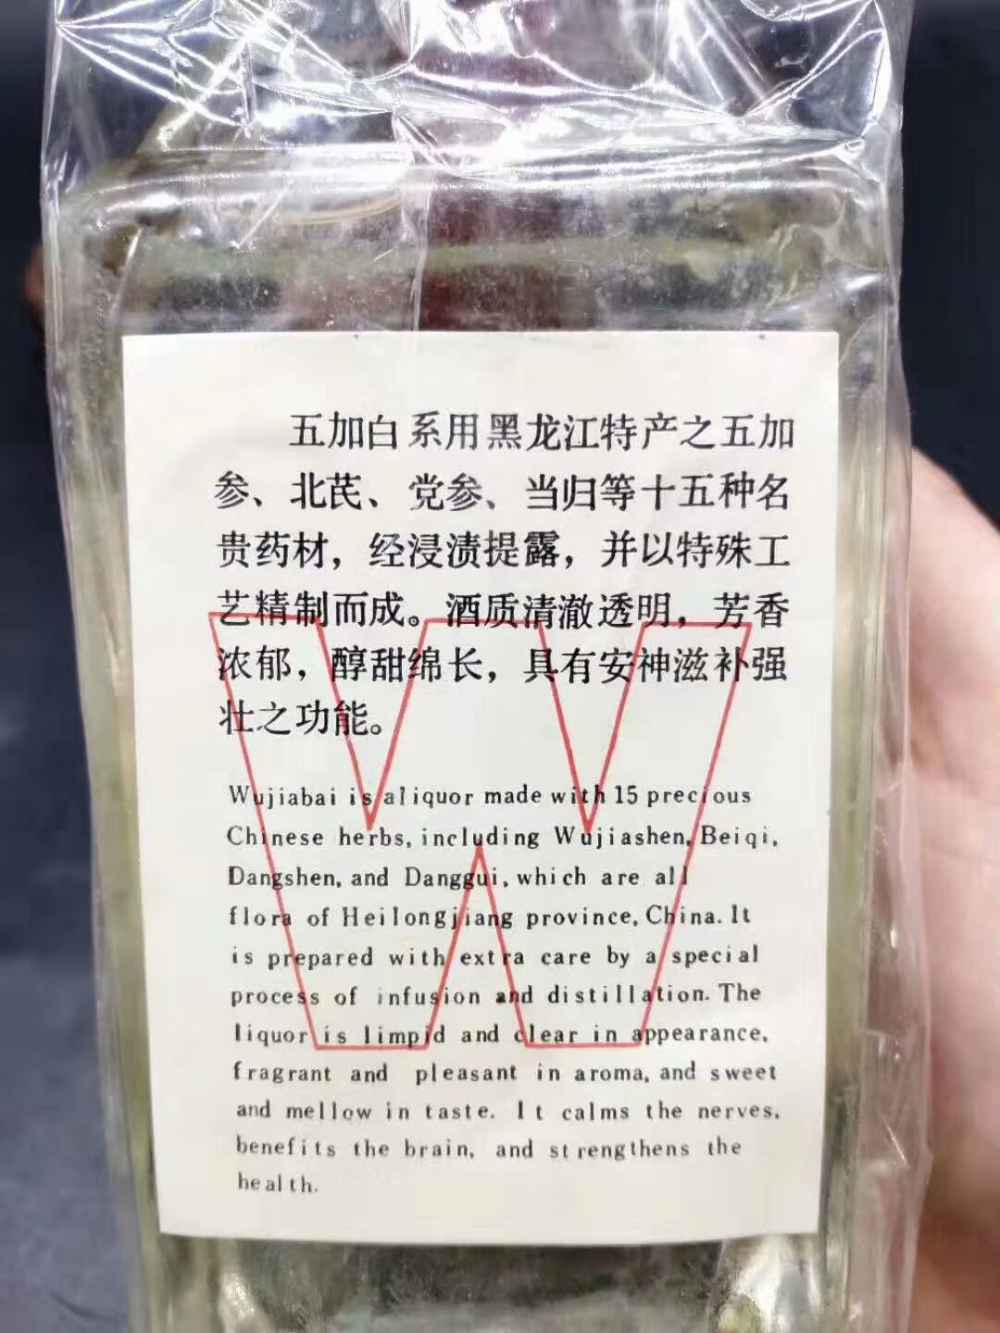 五加白系用黑龙江特产之五加
参、北芪、党参、当归等十五种名
贵药材，经浸渍提露，并以特殊工
艺精制而成。酒质清澈透明，芳香
浓郁，醇甜绵长，具有安神滋补强
壮之功能。
Wujiabai is a liquor made with 15 precious
Chinese herbs, including Wujiashen, Beiqi,
Dangshen, and Danggui, which are all
flora of Heilongjiang province, China. It
is prepared with extra care by a special
process of infusion and distillation. The
liquor is limpid and clear in appearance,
fragrant and pleasant in aroma, and sweet
and mellow in taste. It calms the nerves,
benefits the brain, and strengthens the
health.
W